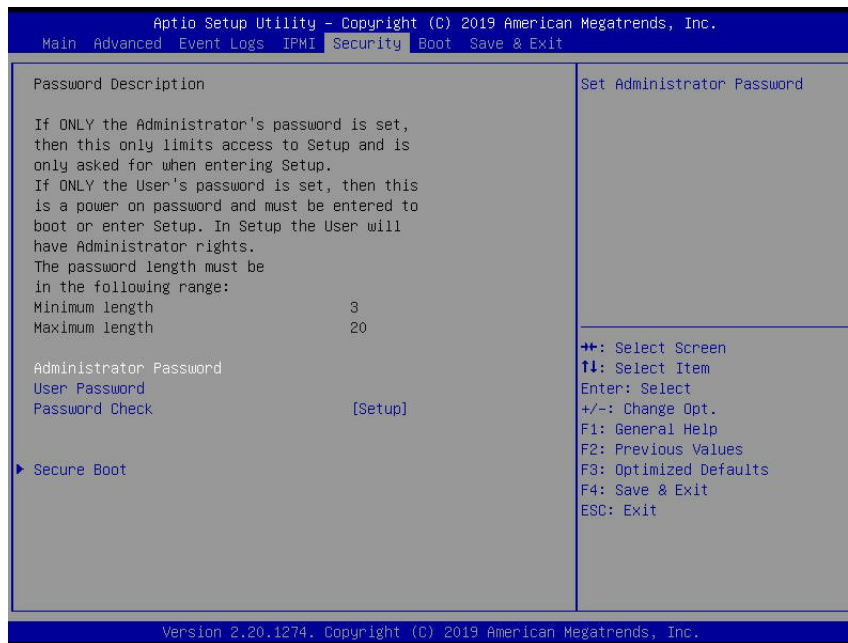 Aptio Setup Utility – Copyright (C) 2019 American Megatrends, Inc.
Main Advanced Event Logs IPMI Security Boot Save & Exit
Password Description
If ONLY the Administrator's password is set,
then this only limits access to Setup and is
only asked for when entering Setup.
If ONLY the User's password is set, then this
is a power on password and must be entered to
boot or enter Setup. In Setup the User will
have Administrator rights.
The password length must be
in the following range:
Minimum length 3
Maximum length 20
Administrator Password
User Password
Password Check [Setup]
Secure Boot
Set Administrator Password
→←: Select Screen
↑↓: Select Item
Enter: Select
+/-: Change Opt.
F1: General Help
F2: Previous Values
F3: Optimized Defaults
F4: Save & Exit
ESC: Exit
Version 2.20.1274. Copyright (C) 2019 American Megatrends, Inc.